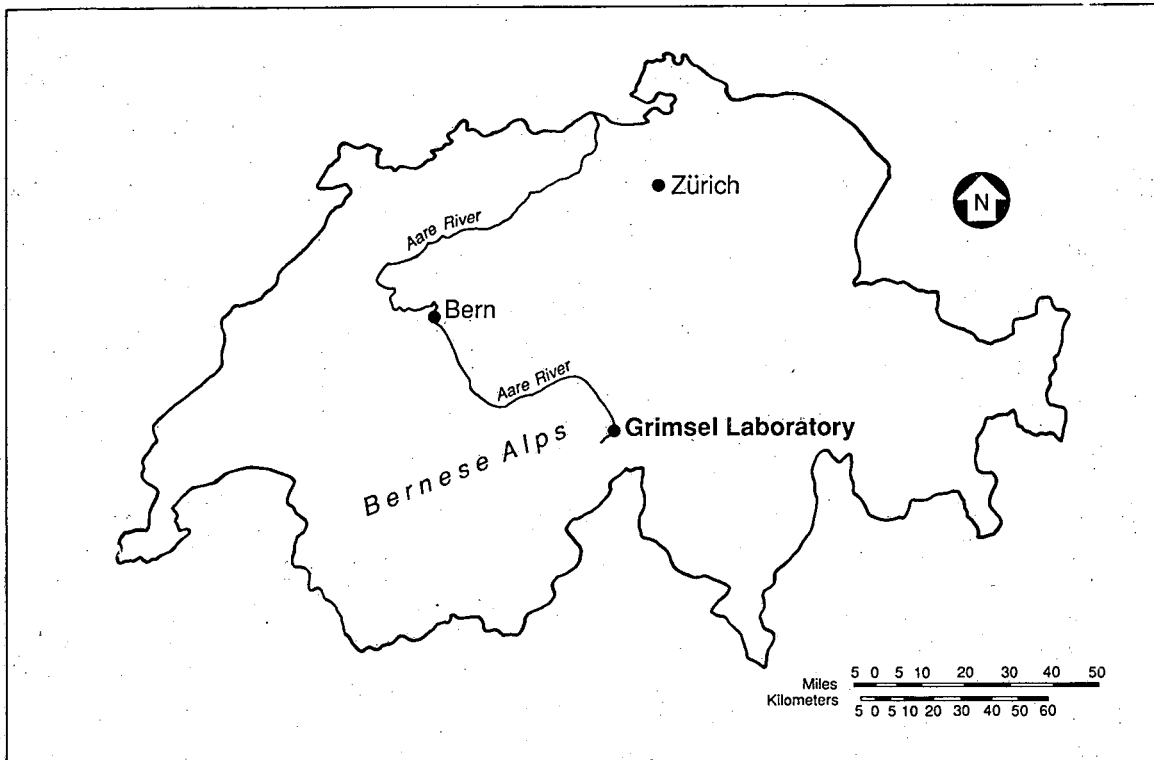 Zürich
N
Aare River
Bern
Aare River
Grimsel Laboratory
Bernese Alps
Miles 5 0 5 10 20 30 40 50
Kilometers 5 0 5 10 20 30 40 50 60